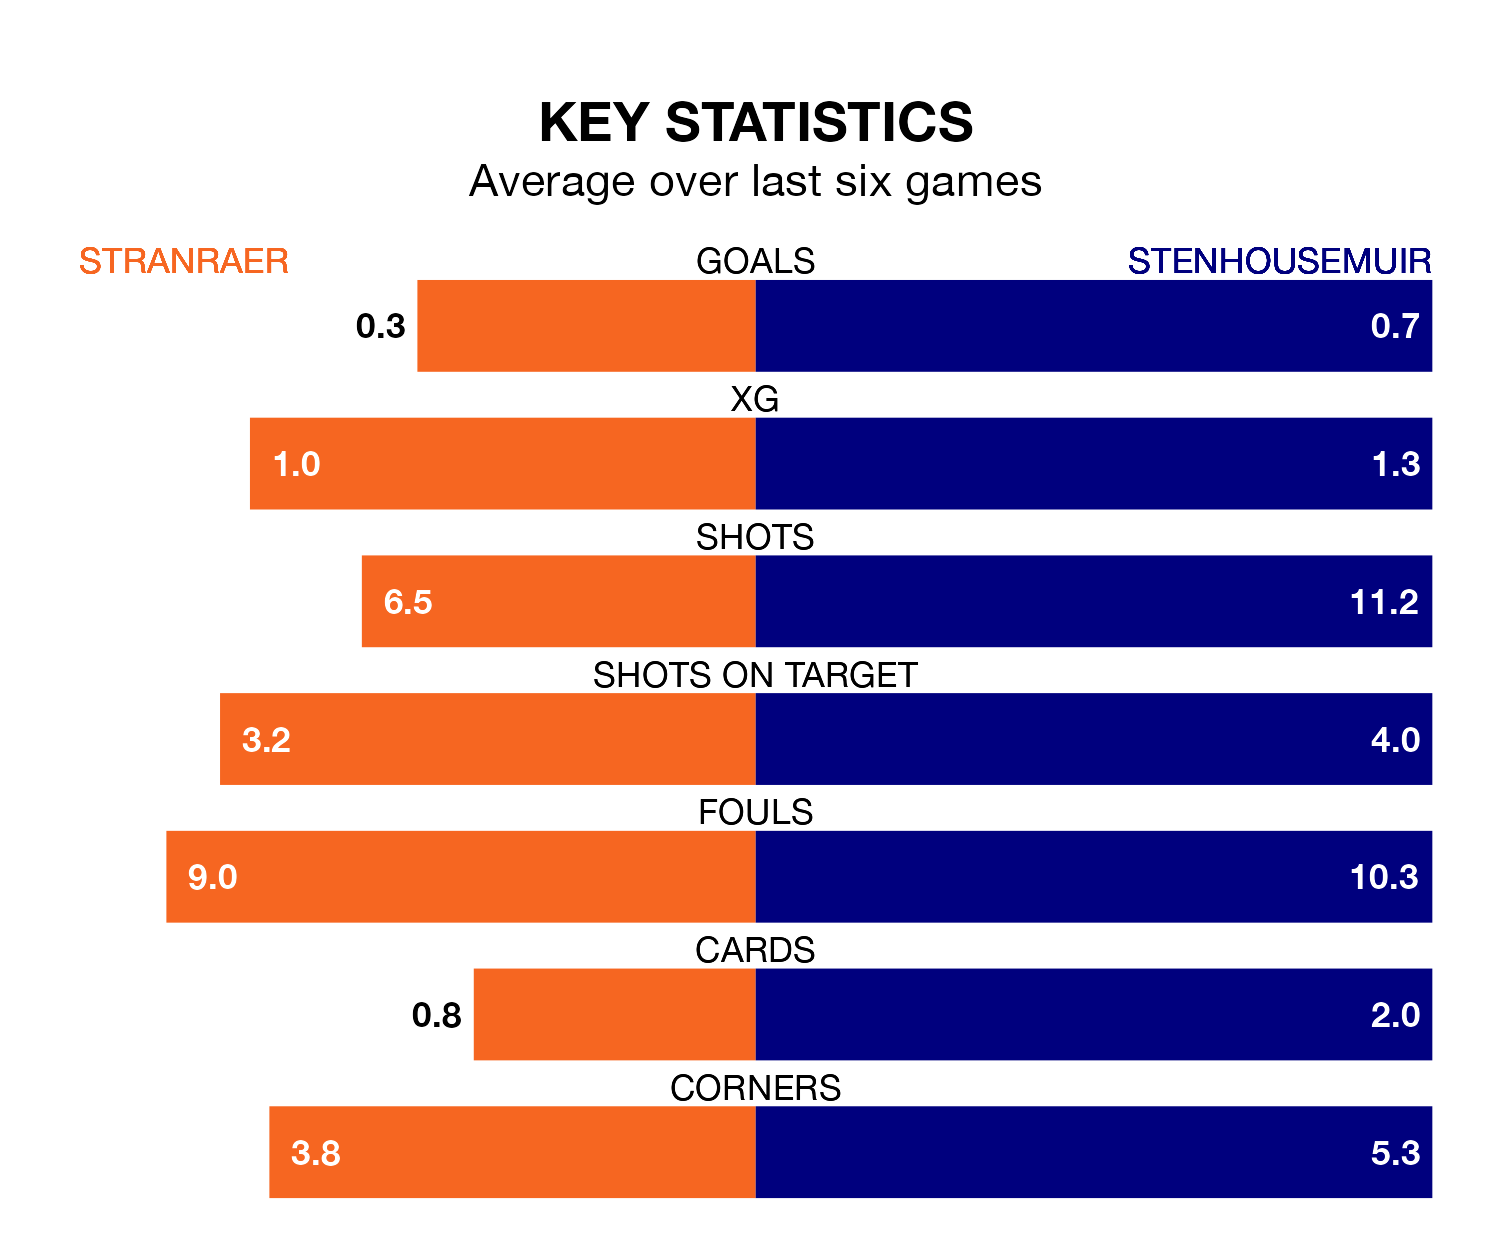 KEY STATISTICS
Average over last six games
STRANRAER GOALS STENHOUSEMUIR
0.3 0.7
XG
1.0 1.3
SHOTS
6.5 11.2
SHOTS ON TARGET
3.2 4.0
FOULS
9.0 10.3
CARDS
0.8 2.0
CORNERS
3.8 5.3